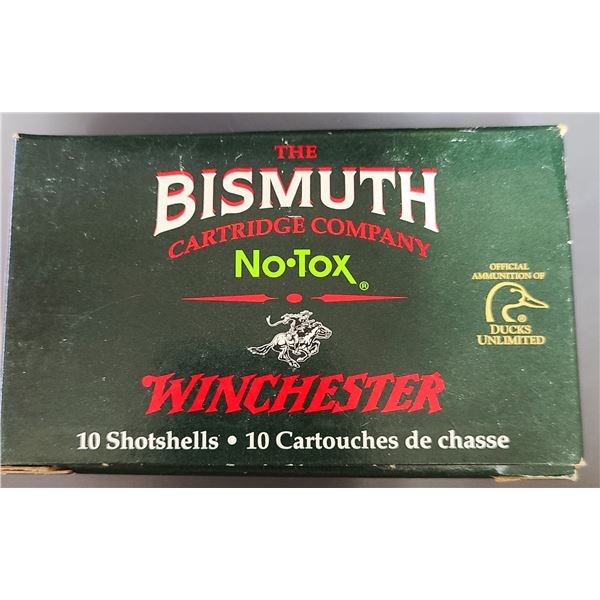 THE
BISMUTH
CARTRIDGE COMPANY
No•Tox®
OFFICIAL
AMMUNITION OF
®
DUCKS
UNLIMITED
WINCHESTER
10 Shotshells • 10 Cartouches de chasse